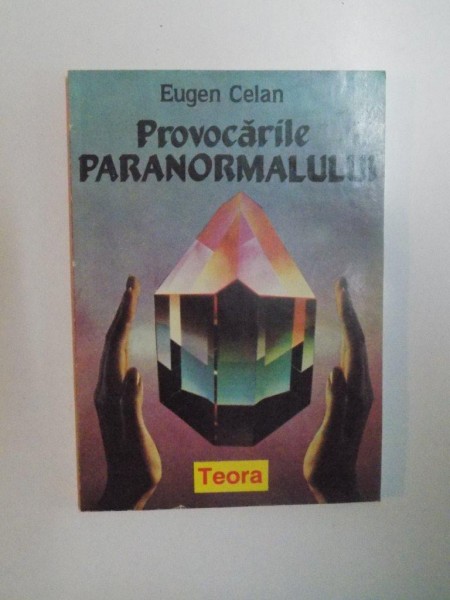 Eugen Celan
Provocările
PARANORMALULUI
Teora